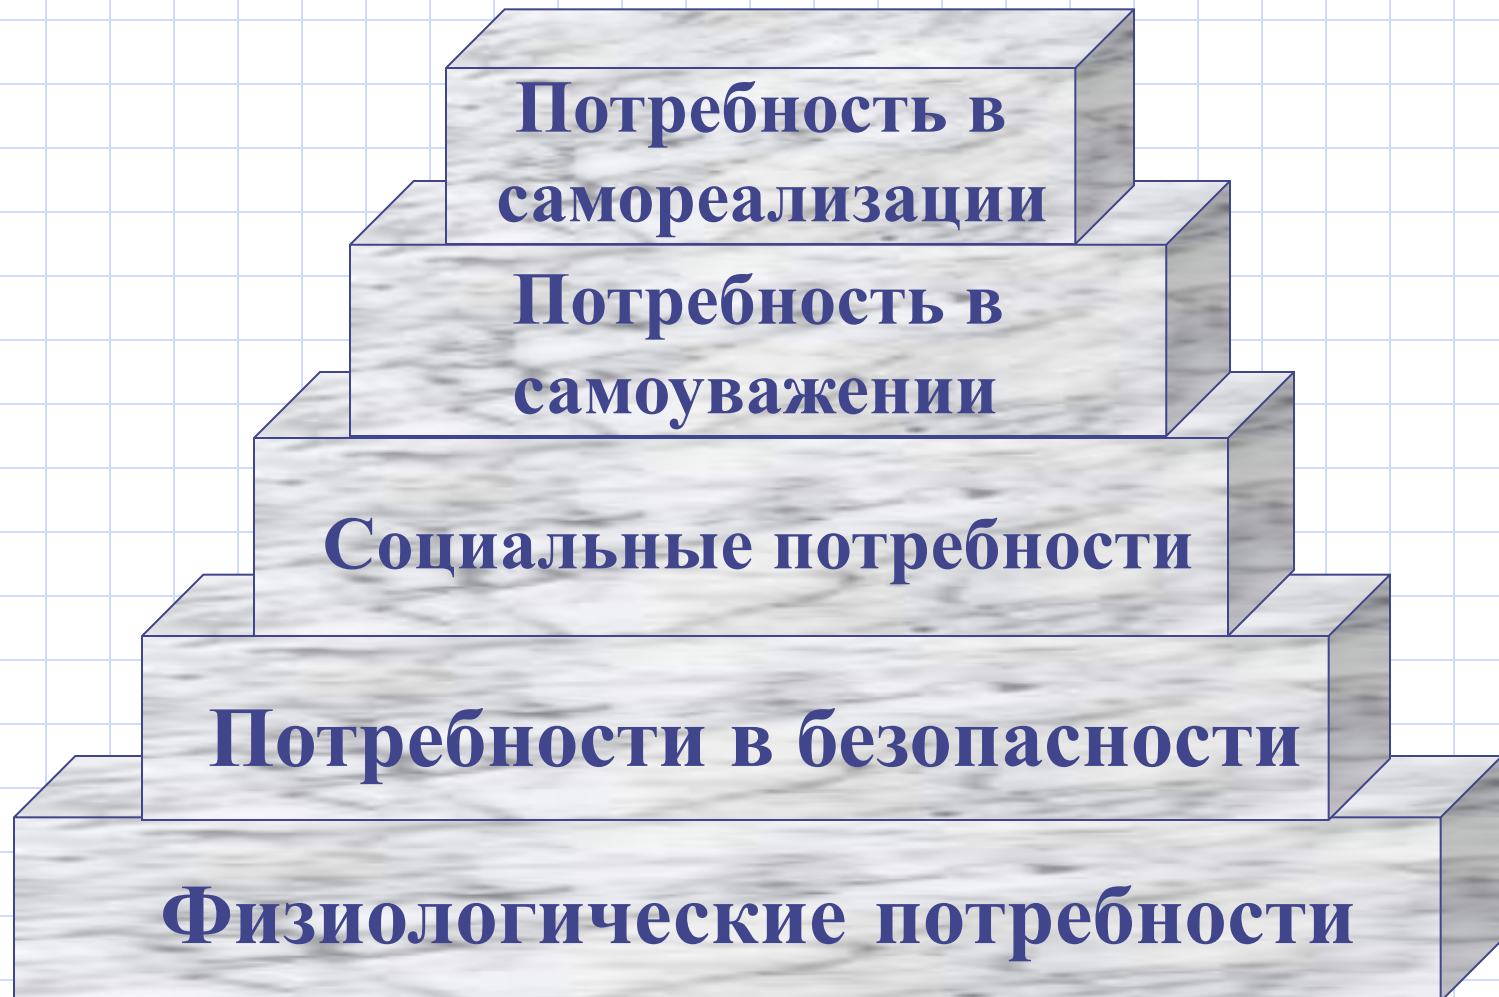 Потребность в
самореализации
Потребность в
самоуважении
Социальные потребности
Потребности в безопасности
Физиологические потребности